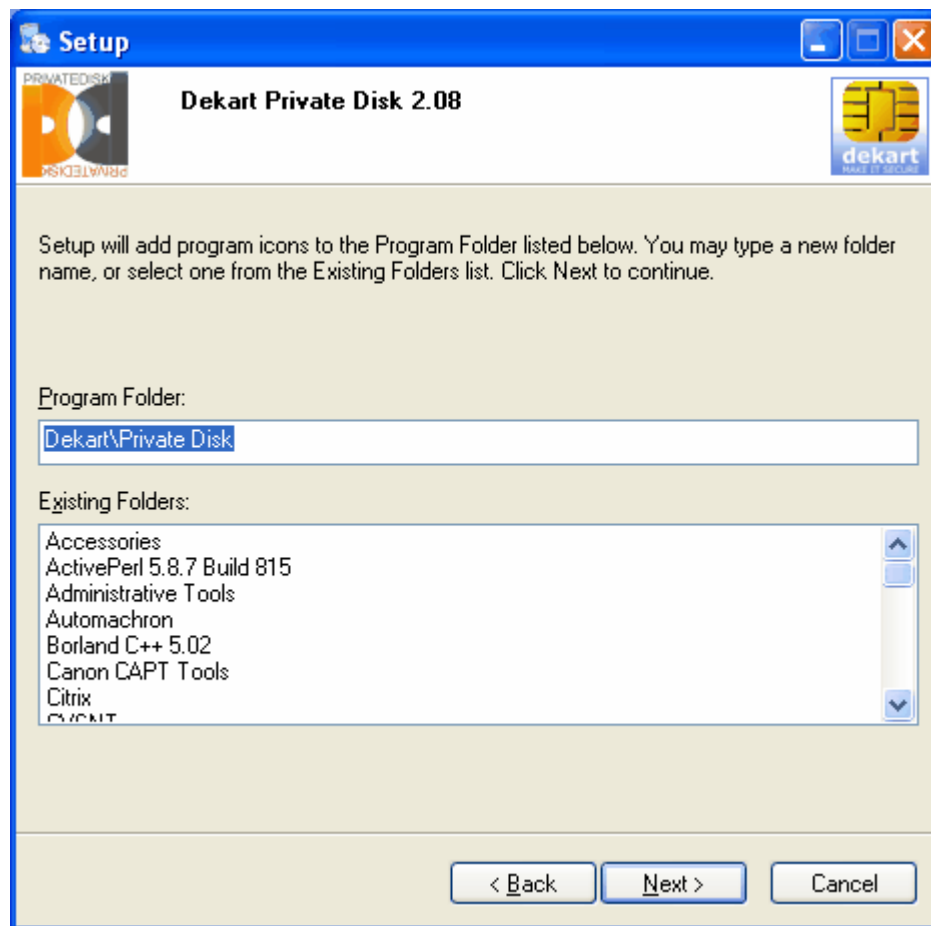 Setup
PRIVATEDISK
PRIVATEDISK
Dekart Private Disk 2.08
dekart
MAKE IT SECURE
Setup will add program icons to the Program Folder listed below. You may type a new folder
name, or select one from the Existing Folders list. Click Next to continue.
Program Folder:
Dekart\Private Disk
Existing Folders:
Accessories
ActivePerl 5.8.7 Build 815
Administrative Tools
Automachron
Borland C++ 5.02
Canon CAPT Tools
Citrix
CVSNT
< Back
Next >
Cancel